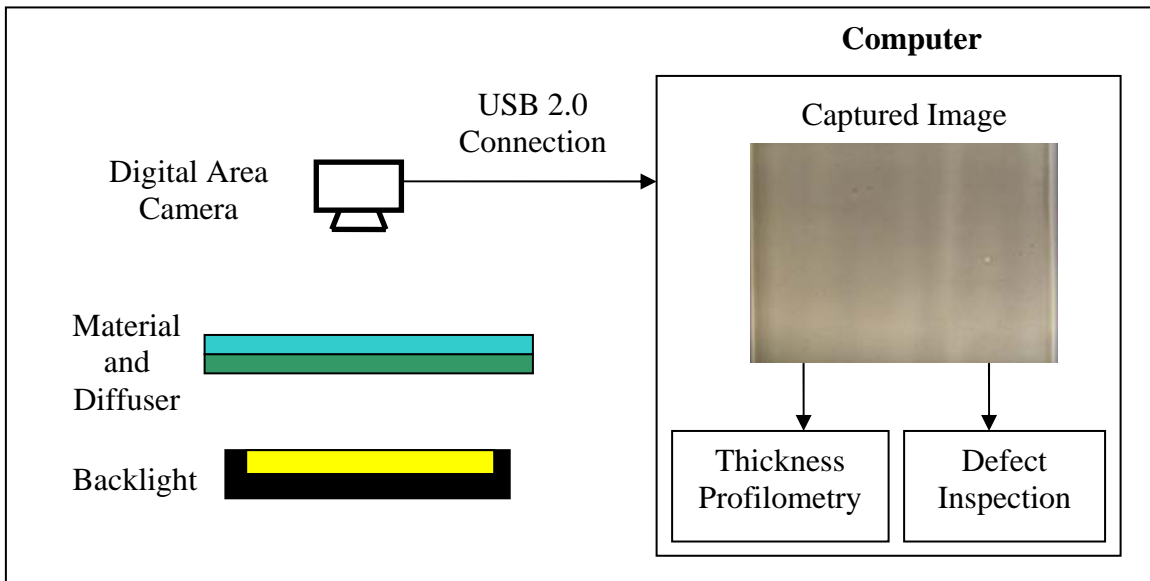 Computer
USB 2.0
Connection
Captured Image
Digital Area
Camera
Material
and
Diffuser
Backlight
Thickness
Profilometry
Defect
Inspection